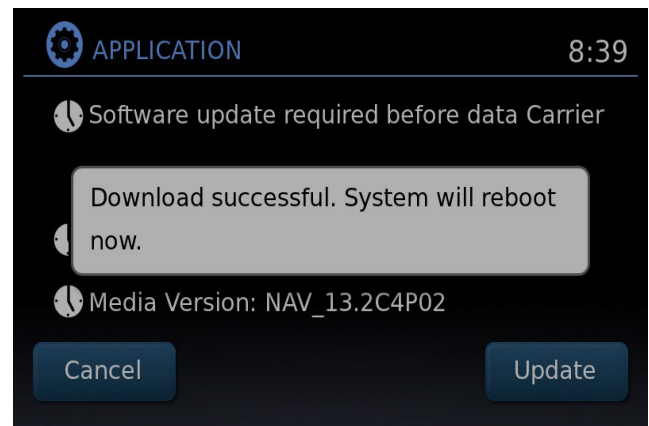 APPLICATION 8:39
Software update required before data Carrier
Download successful. System will reboot
now.
Media Version: NAV_13.2C4P02
Cancel Update